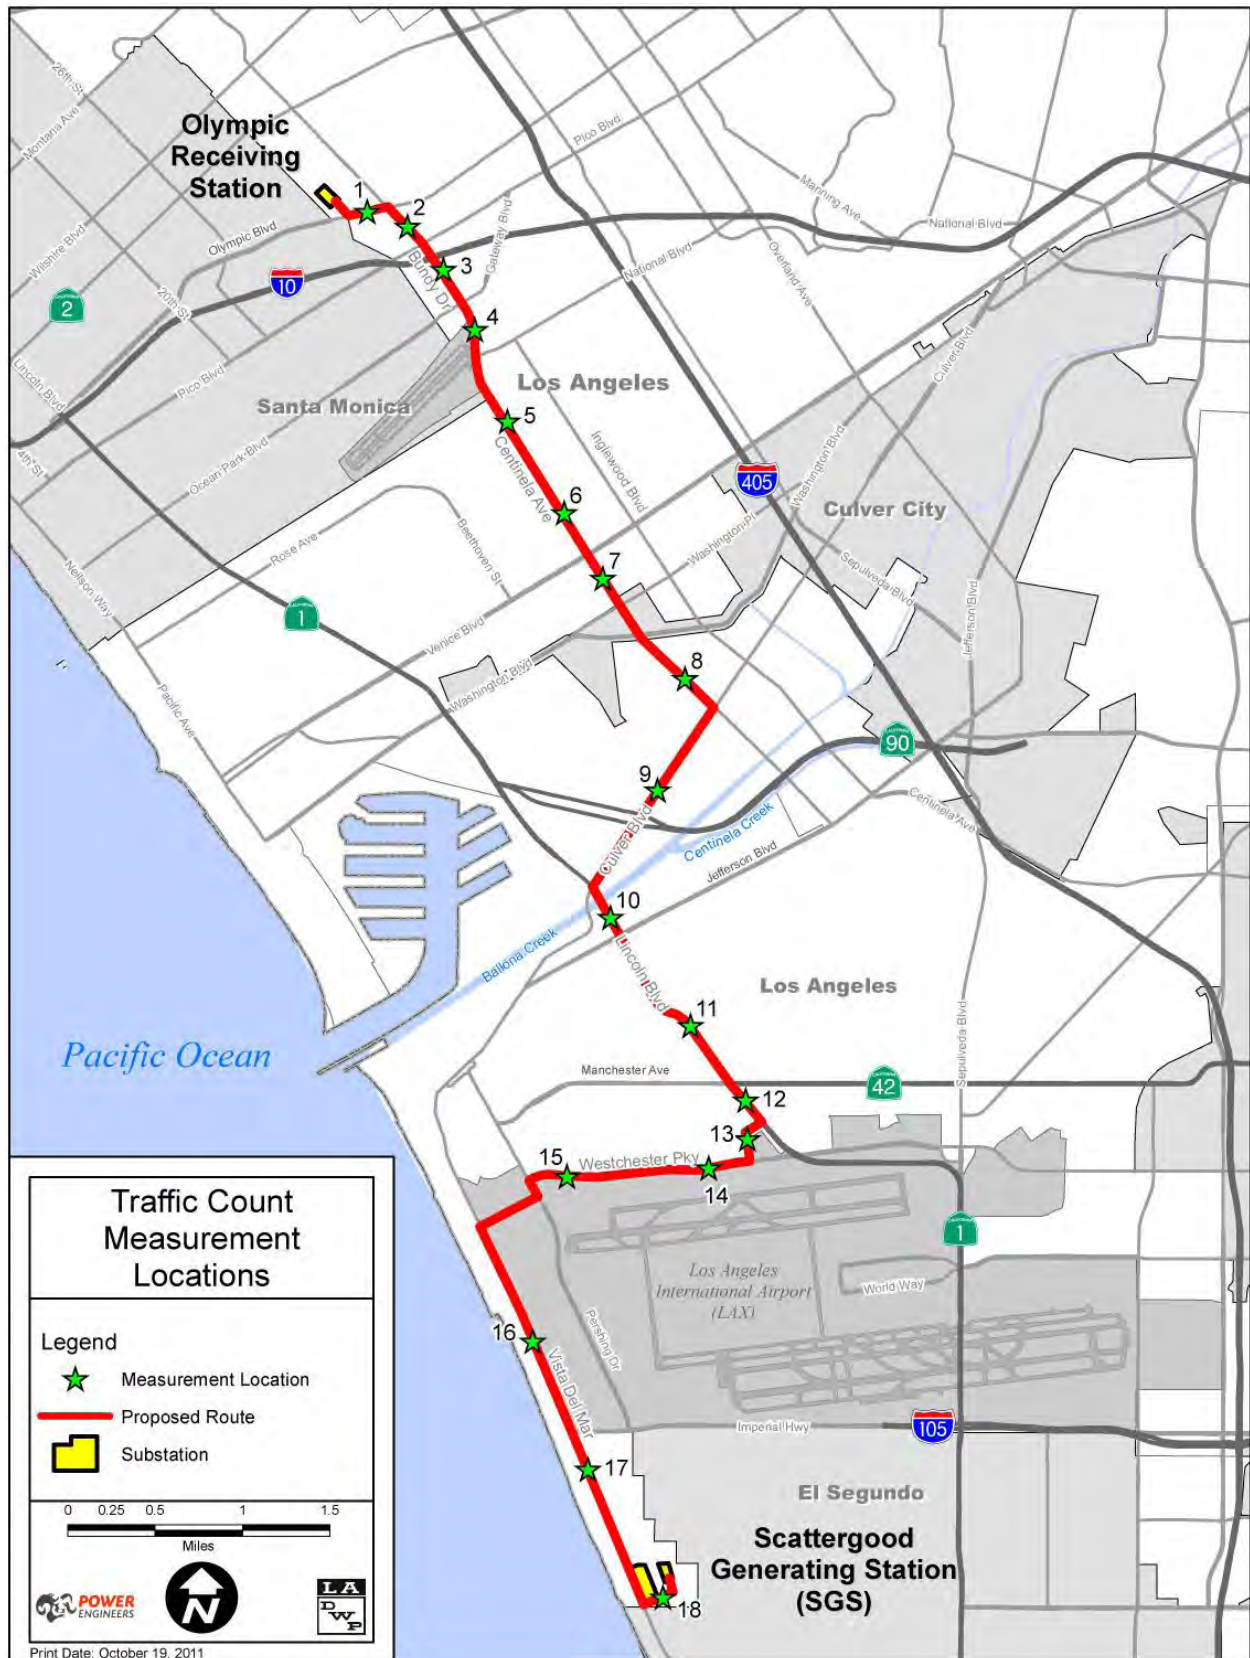 26th St
Montana Ave
Olympic
Receiving
Station
Pico Blvd
Manning Ave
National Blvd
1
2
Gateway Blvd
Wilshire Blvd
Olympic Blvd
Bundy Dr
3
National Blvd
Overland Ave
10
CALIFORNIA
2
20th St
4
Lincoln Blvd
Pico Blvd
Culver Blvd
Los Angeles
Santa Monica
5
4th St
Ocean Park Blvd
Centinela Ave
Inglewood Blvd
Washington Blvd
405
6
Culver City
Rose Ave
Beethoven St
Washington Pl
Neilson Way
7
Sepulveda Blvd
CALIFORNIA
1
Venice Blvd
Jefferson Blvd
Washington Blvd
8
Pacific Ave
CALIFORNIA
90
9
Culver Blvd
Centinela Creek
Centinela Ave
Jefferson Blvd
10
Ballona Creek
Lincoln Blvd
Los Angeles
11
Sepulveda Blvd
Pacific Ocean
Manchester Ave
CALIFORNIA
42
12
13
15
Westchester Pky
14
CALIFORNIA
1
Los Angeles
International Airport
(LAX)
World Way
16
Vista Del Mar
Pershing Dr
Imperial Hwy
105
17
El Segundo
Scattergood
Generating Station
(SGS)
18
Traffic Count
Measurement
Locations
Legend
Measurement Location
Proposed Route
Substation
0 0.25 0.5 1 1.5
Miles
POWER
ENGINEERS
N
LA
DWP
Print Date: October 19, 2011